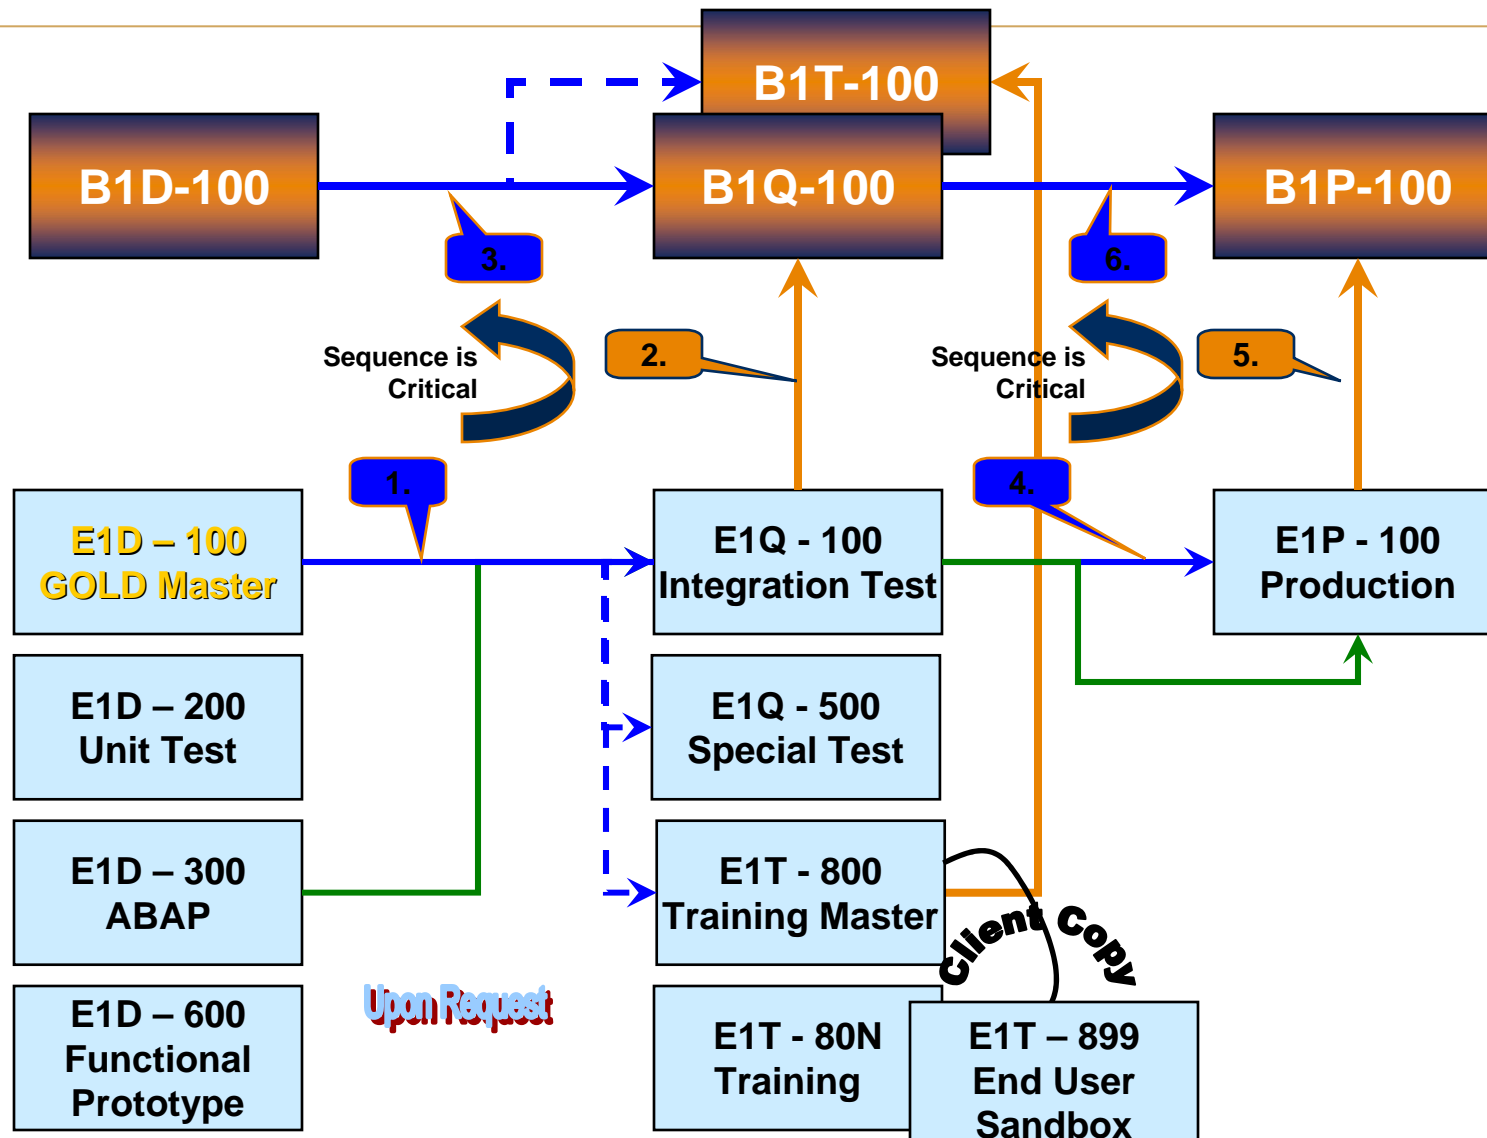 B1T-100
B1D-100
B1Q-100
B1P-100
3.
6.
Sequence is
Critical
2.
Sequence is
Critical
5.
1.
4.
E1D – 100
GOLD Master
E1Q - 100
Integration Test
E1P - 100
Production
E1D – 200
Unit Test
E1Q - 500
Special Test
E1D – 300
ABAP
E1T - 800
Training Master
Client Copy
Upon Request
E1D – 600
Functional
Prototype
E1T - 80N
Training
E1T – 899
End User
Sandbox